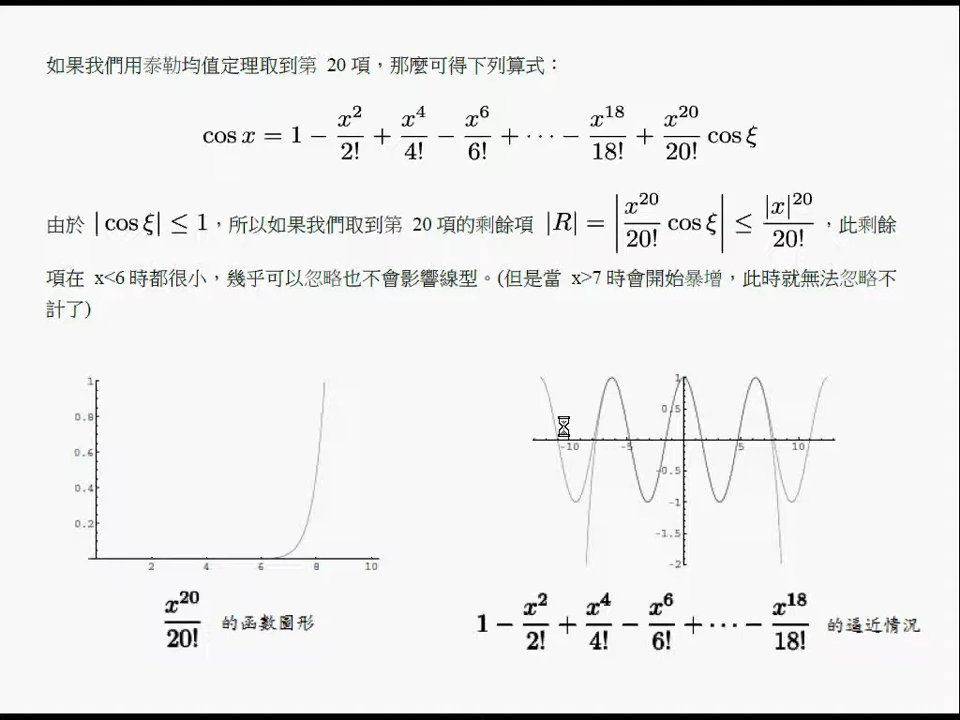 如果我們用泰勒均值定理取到第 20 項，那麼可得下列算式：
cos x = 1 − x²/2! + x⁴/4! − x⁶/6! + ⋯ − x¹⁸/18! + x²⁰/20! cos ξ
由於 |cos ξ| ≤ 1，所以如果我們取到第 20 項的剩餘項 |R| = |x²⁰/20! cos ξ| ≤ |x|²⁰/20!，此剩餘
項在 x<6 時都很小，幾乎可以忽略也不會影響線型。(但是當 x>7 時會開始暴增，此時就無法忽略不
計了)
1
0.8
0.6
0.4
0.2
2 4 6 8 10
1
0.5
-10 -5 5 10
-0.5
-1
-1.5
-2
x²⁰/20! 的函數圖形
1 − x²/2! + x⁴/4! − x⁶/6! + ⋯ − x¹⁸/18! 的逼近情況